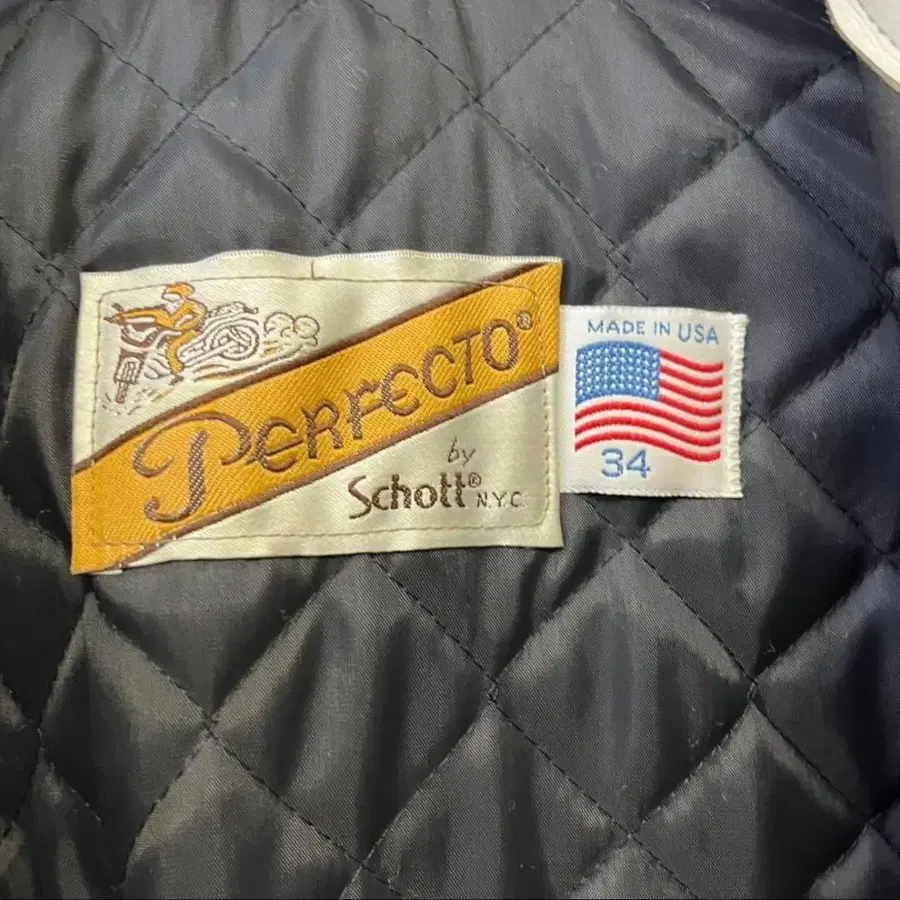 PERFECTO®
by
Schott® N.Y.C.
MADE IN USA
34